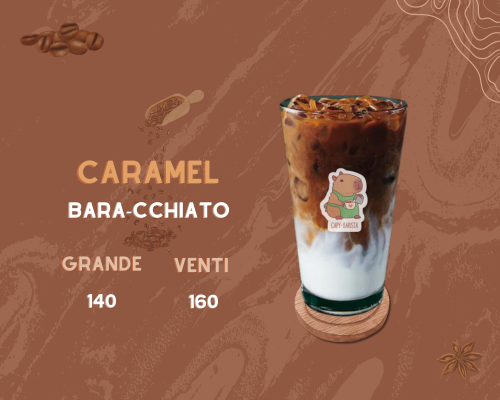 CARAMEL
BARA-CCHIATO
GRANDE VENTI
140 160
CAPY-BARISTA